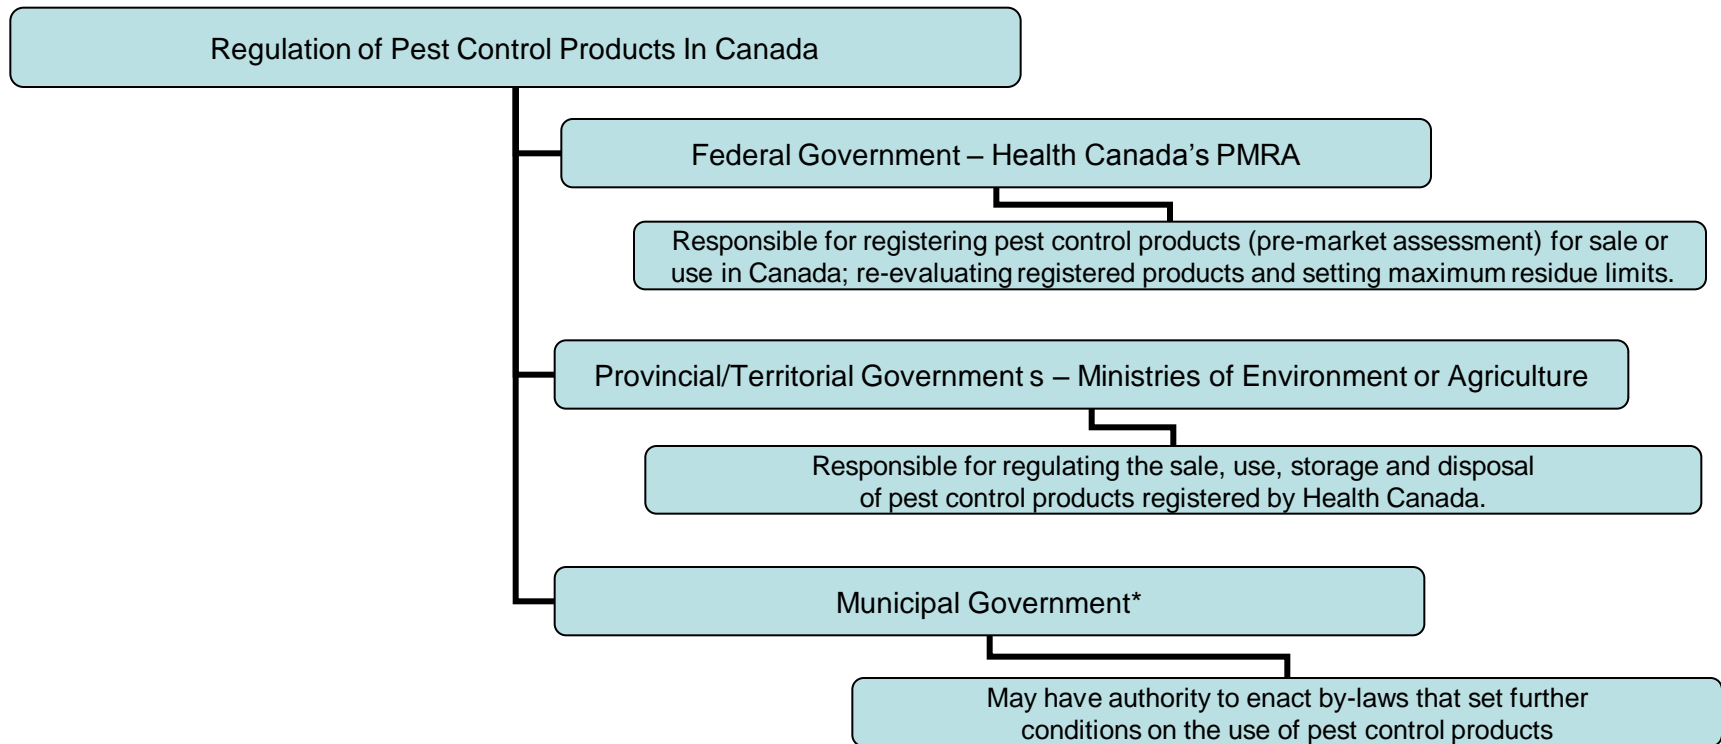 Regulation of Pest Control Products In Canada
Federal Government – Health Canada’s PMRA
Responsible for registering pest control products (pre-market assessment) for sale or
use in Canada; re-evaluating registered products and setting maximum residue limits.
Provincial/Territorial Government s – Ministries of Environment or Agriculture
Responsible for regulating the sale, use, storage and disposal
of pest control products registered by Health Canada.
Municipal Government*
May have authority to enact by-laws that set further
conditions on the use of pest control products